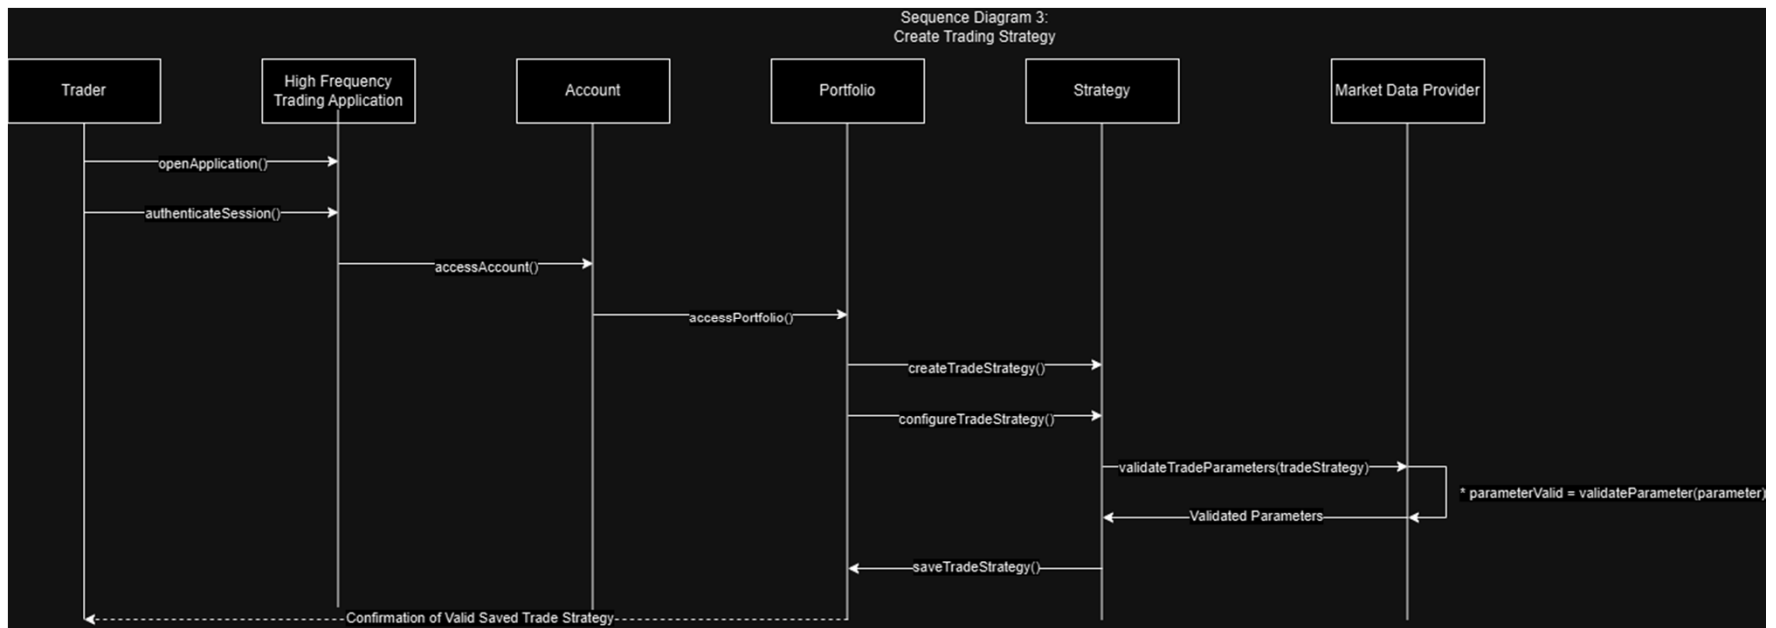 Sequence Diagram 3:
Create Trading Strategy
Trader
High Frequency
Trading Application
Account
Portfolio
Strategy
Market Data Provider
openApplication()
authenticateSession()
accessAccount()
accessPortfolio()
createTradeStrategy()
configureTradeStrategy()
validateTradeParameters(tradeStrategy)
* parameterValid = validateParameter(parameter)
Validated Parameters
saveTradeStrategy()
Confirmation of Valid Saved Trade Strategy